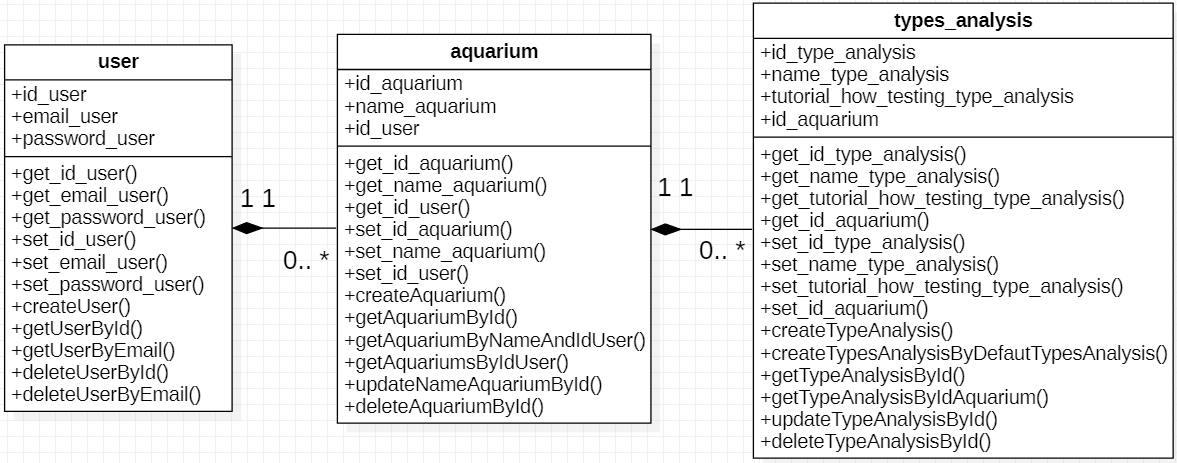 user
+id_user
+email_user
+password_user
+get_id_user()
+get_email_user()
+get_password_user()
+set_id_user()
+set_email_user()
+set_password_user()
+createUser()
+getUserById()
+getUserByEmail()
+deleteUserById()
+deleteUserByEmail()
1 1
0.. *
aquarium
+id_aquarium
+name_aquarium
+id_user
+get_id_aquarium()
+get_name_aquarium()
+get_id_user()
+set_id_aquarium()
+set_name_aquarium()
+set_id_user()
+createAquarium()
+getAquariumById()
+getAquariumByNameAndIdUser()
+getAquariumsByIdUser()
+updateNameAquariumById()
+deleteAquariumById()
1 1
0.. *
types_analysis
+id_type_analysis
+name_type_analysis
+tutorial_how_testing_type_analysis
+id_aquarium
+get_id_type_analysis()
+get_name_type_analysis()
+get_tutorial_how_testing_type_analysis()
+get_id_aquarium()
+set_id_type_analysis()
+set_name_type_analysis()
+set_tutorial_how_testing_type_analysis()
+set_id_aquarium()
+createTypeAnalysis()
+createTypesAnalysisByDefautTypesAnalysis()
+getTypeAnalysisById()
+getTypeAnalysisByIdAquarium()
+updateTypeAnalysisById()
+deleteTypeAnalysisById()